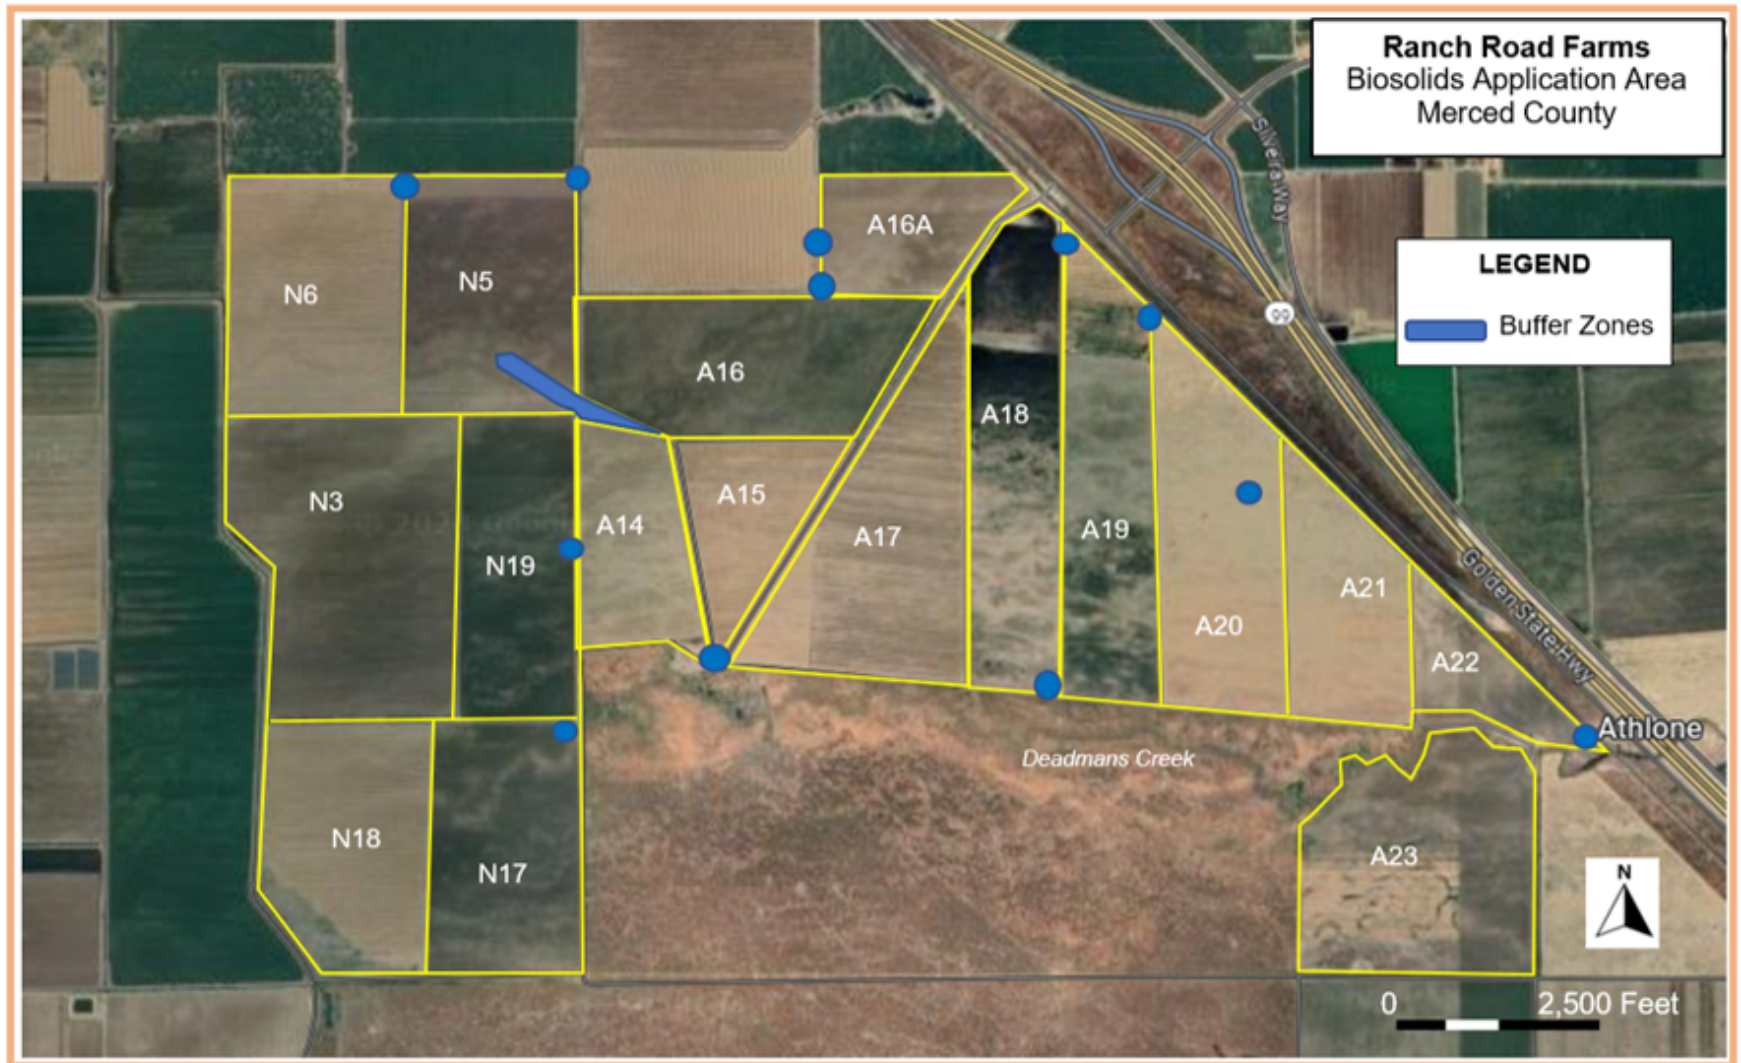 Ranch Road Farms
Biosolids Application Area
Merced County
Silvera Way
LEGEND
Buffer Zones
99
A16A
N6
N5
A16
A18
A15
N3
A14
A17
A19
N19
A21
A20
A22
Golden State Hwy
Athlone
Deadmans Creek
N18
A23
N17
N
0 2,500 Feet